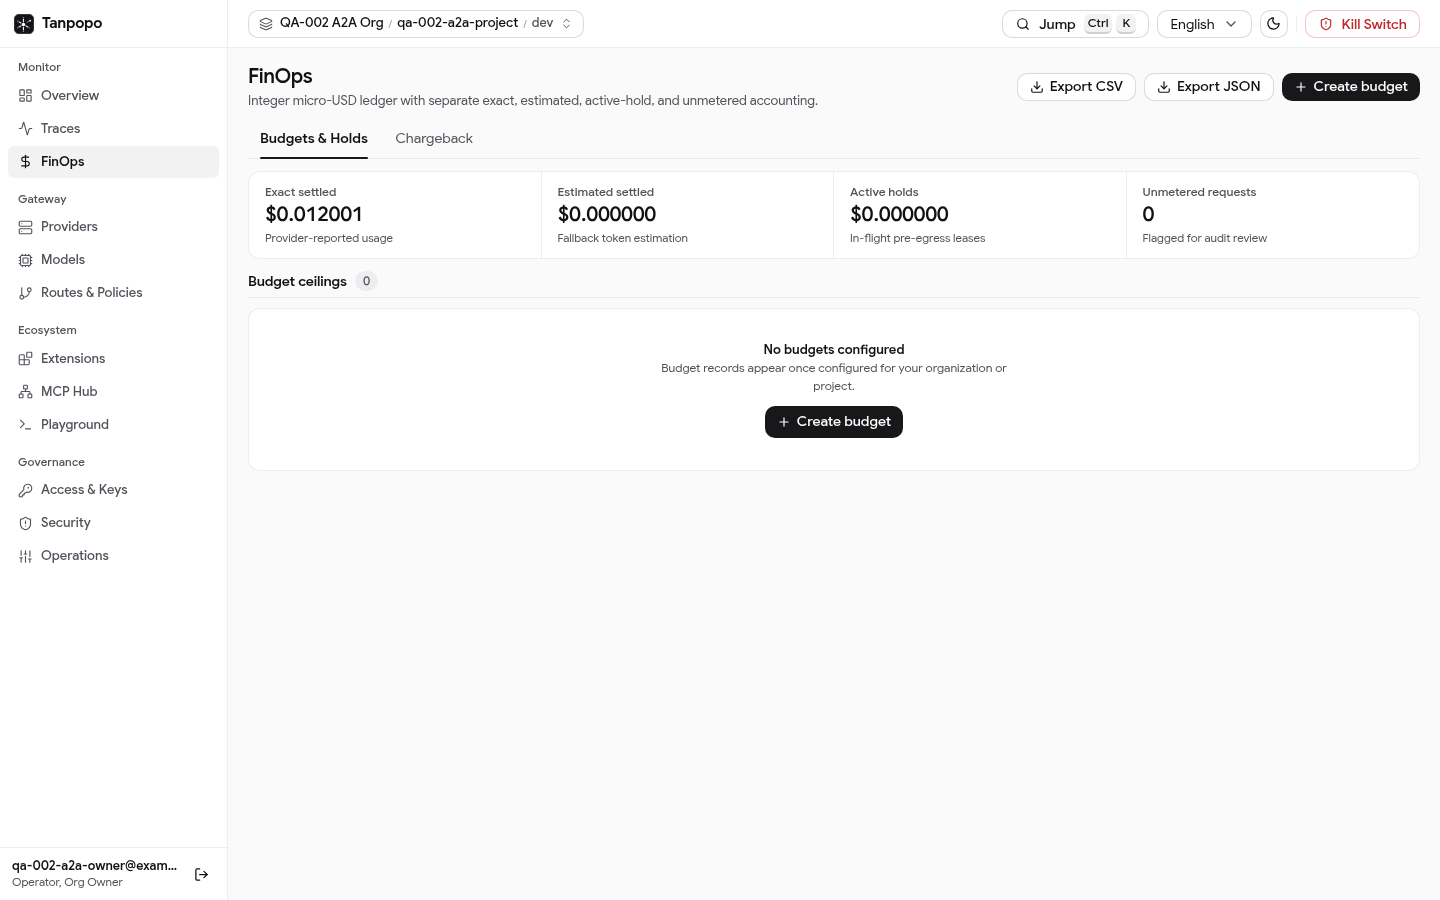 Tanpopo
QA-002 A2A Org / qa-002-a2a-project / dev
Jump Ctrl K
English
Kill Switch
Monitor
Overview
Traces
FinOps
Gateway
Providers
Models
Routes & Policies
Ecosystem
Extensions
MCP Hub
Playground
Governance
Access & Keys
Security
Operations
qa-002-a2a-owner@exam...
Operator, Org Owner
FinOps
Integer micro-USD ledger with separate exact, estimated, active-hold, and unmetered accounting.
Export CSV
Export JSON
Create budget
Budgets & Holds
Chargeback
Exact settled
$0.012001
Provider-reported usage
Estimated settled
$0.000000
Fallback token estimation
Active holds
$0.000000
In-flight pre-egress leases
Unmetered requests
0
Flagged for audit review
Budget ceilings 0
No budgets configured
Budget records appear once configured for your organization or
project.
Create budget